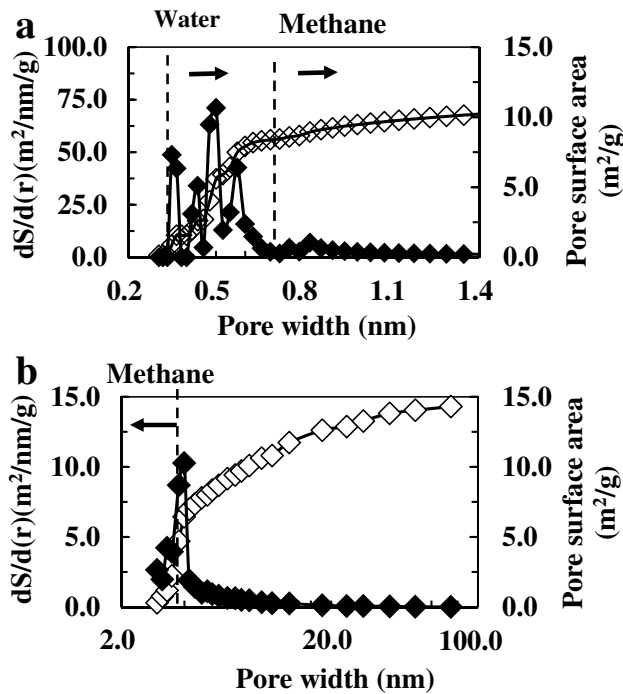 a
Water
Methane
100.0
75.0
50.0
25.0
0.0
15.0
10.0
5.0
0.0
0.2
0.5
0.8
1.1
1.4
dS/d(r)(m²/nm/g)
Pore surface area
(m²/g)
Pore width (nm)
b
Methane
15.0
10.0
5.0
0.0
15.0
10.0
5.0
0.0
2.0
20.0
100.0
dS/d(r)(m²/nm/g)
Pore surface area
(m²/g)
Pore width (nm)